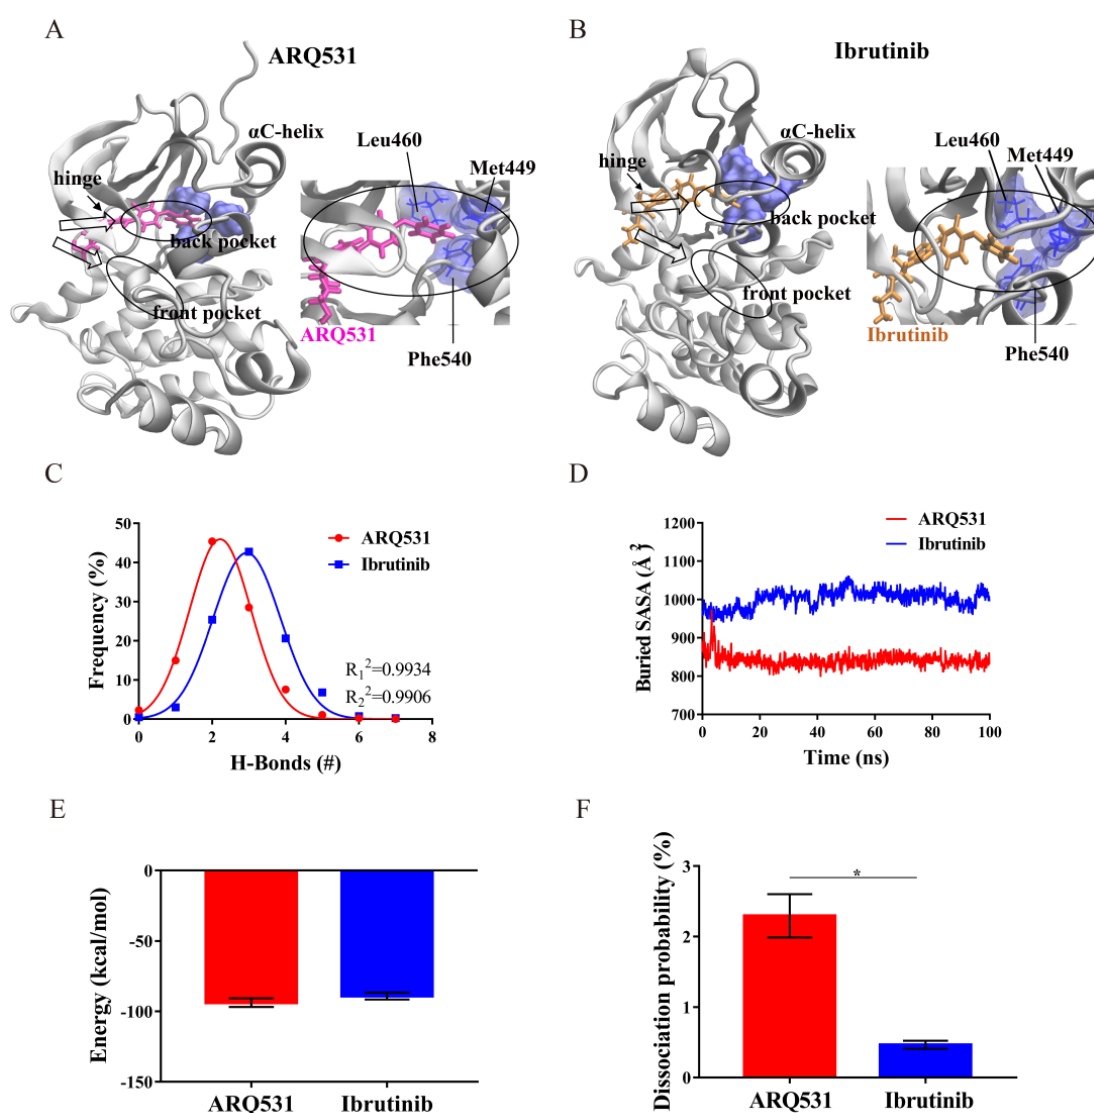 A
ARQ531
αC-helix
Leu460
Met449
hinge
back pocket
front pocket
ARQ531
Phe540
B
Ibrutinib
αC-helix
Leu460
Met449
hinge
back pocket
front pocket
Ibrutinib
Phe540
C
50
40
30
20
10
0
Frequency (%)
ARQ531
Ibrutinib
R₁²=0.9934
R₂²=0.9906
0 2 4 6 8
H-Bonds (#)
D
1200
1100
1000
900
800
700
Buried SASA (Å²)
ARQ531
Ibrutinib
0 20 40 60 80 100
Time (ns)
E
0
-50
-100
-150
Energy (kcal/mol)
ARQ531 Ibrutinib
F
3
2
1
0
Dissociation probability (%)
*
ARQ531 Ibrutinib